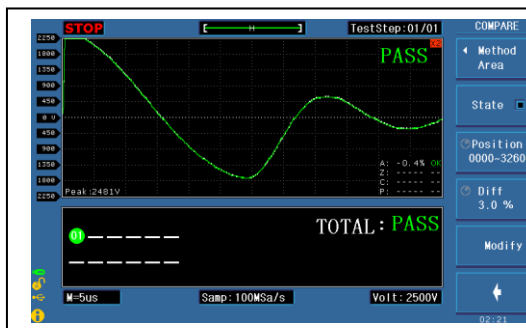 STOP
TestStep:01/01
COMPARE
2250
1800
1350
900
450
0 U
450
900
1350
1800
2250
X2
PASS
Peak:2481V
A: -0.4% OK
Z: ----- --
C: ----- --
P: ----- --
Method
Area
State
Position
0000-3260
Diff
3.0 %
Modify
TOTAL: PASS
01 _ _ _ _ _
_ _ _ _ _ _
M=5us
Samp:100MSa/s
Volt:2500V
02:21